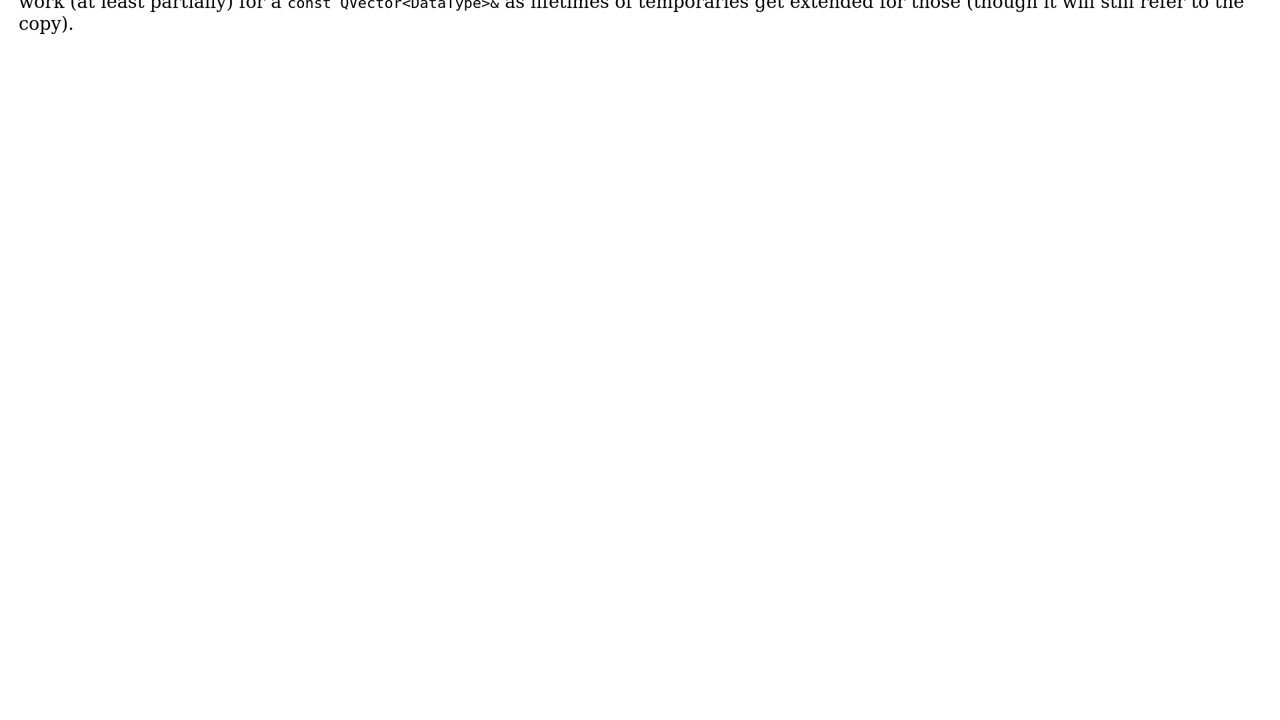 work (at least partially) for a const QVector<DataType>& as lifetimes of temporaries get extended for those (though it will still refer to the
copy).